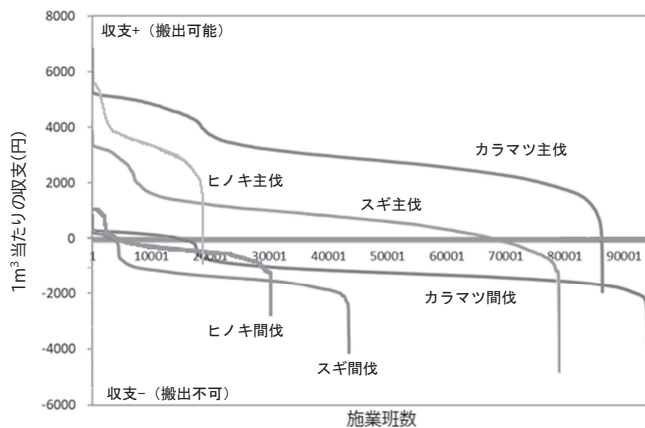 8000
収支+（搬出可能）
6000
4000
カラマツ主伐
ヒノキ主伐
2000
スギ主伐
0
1 10001 20001 30001 40001 50001 60001 70001 80001 90001
カラマツ間伐
-2000
ヒノキ間伐
スギ間伐
-4000
収支−（搬出不可）
-6000
1m³当たりの収支(円)
施業班数